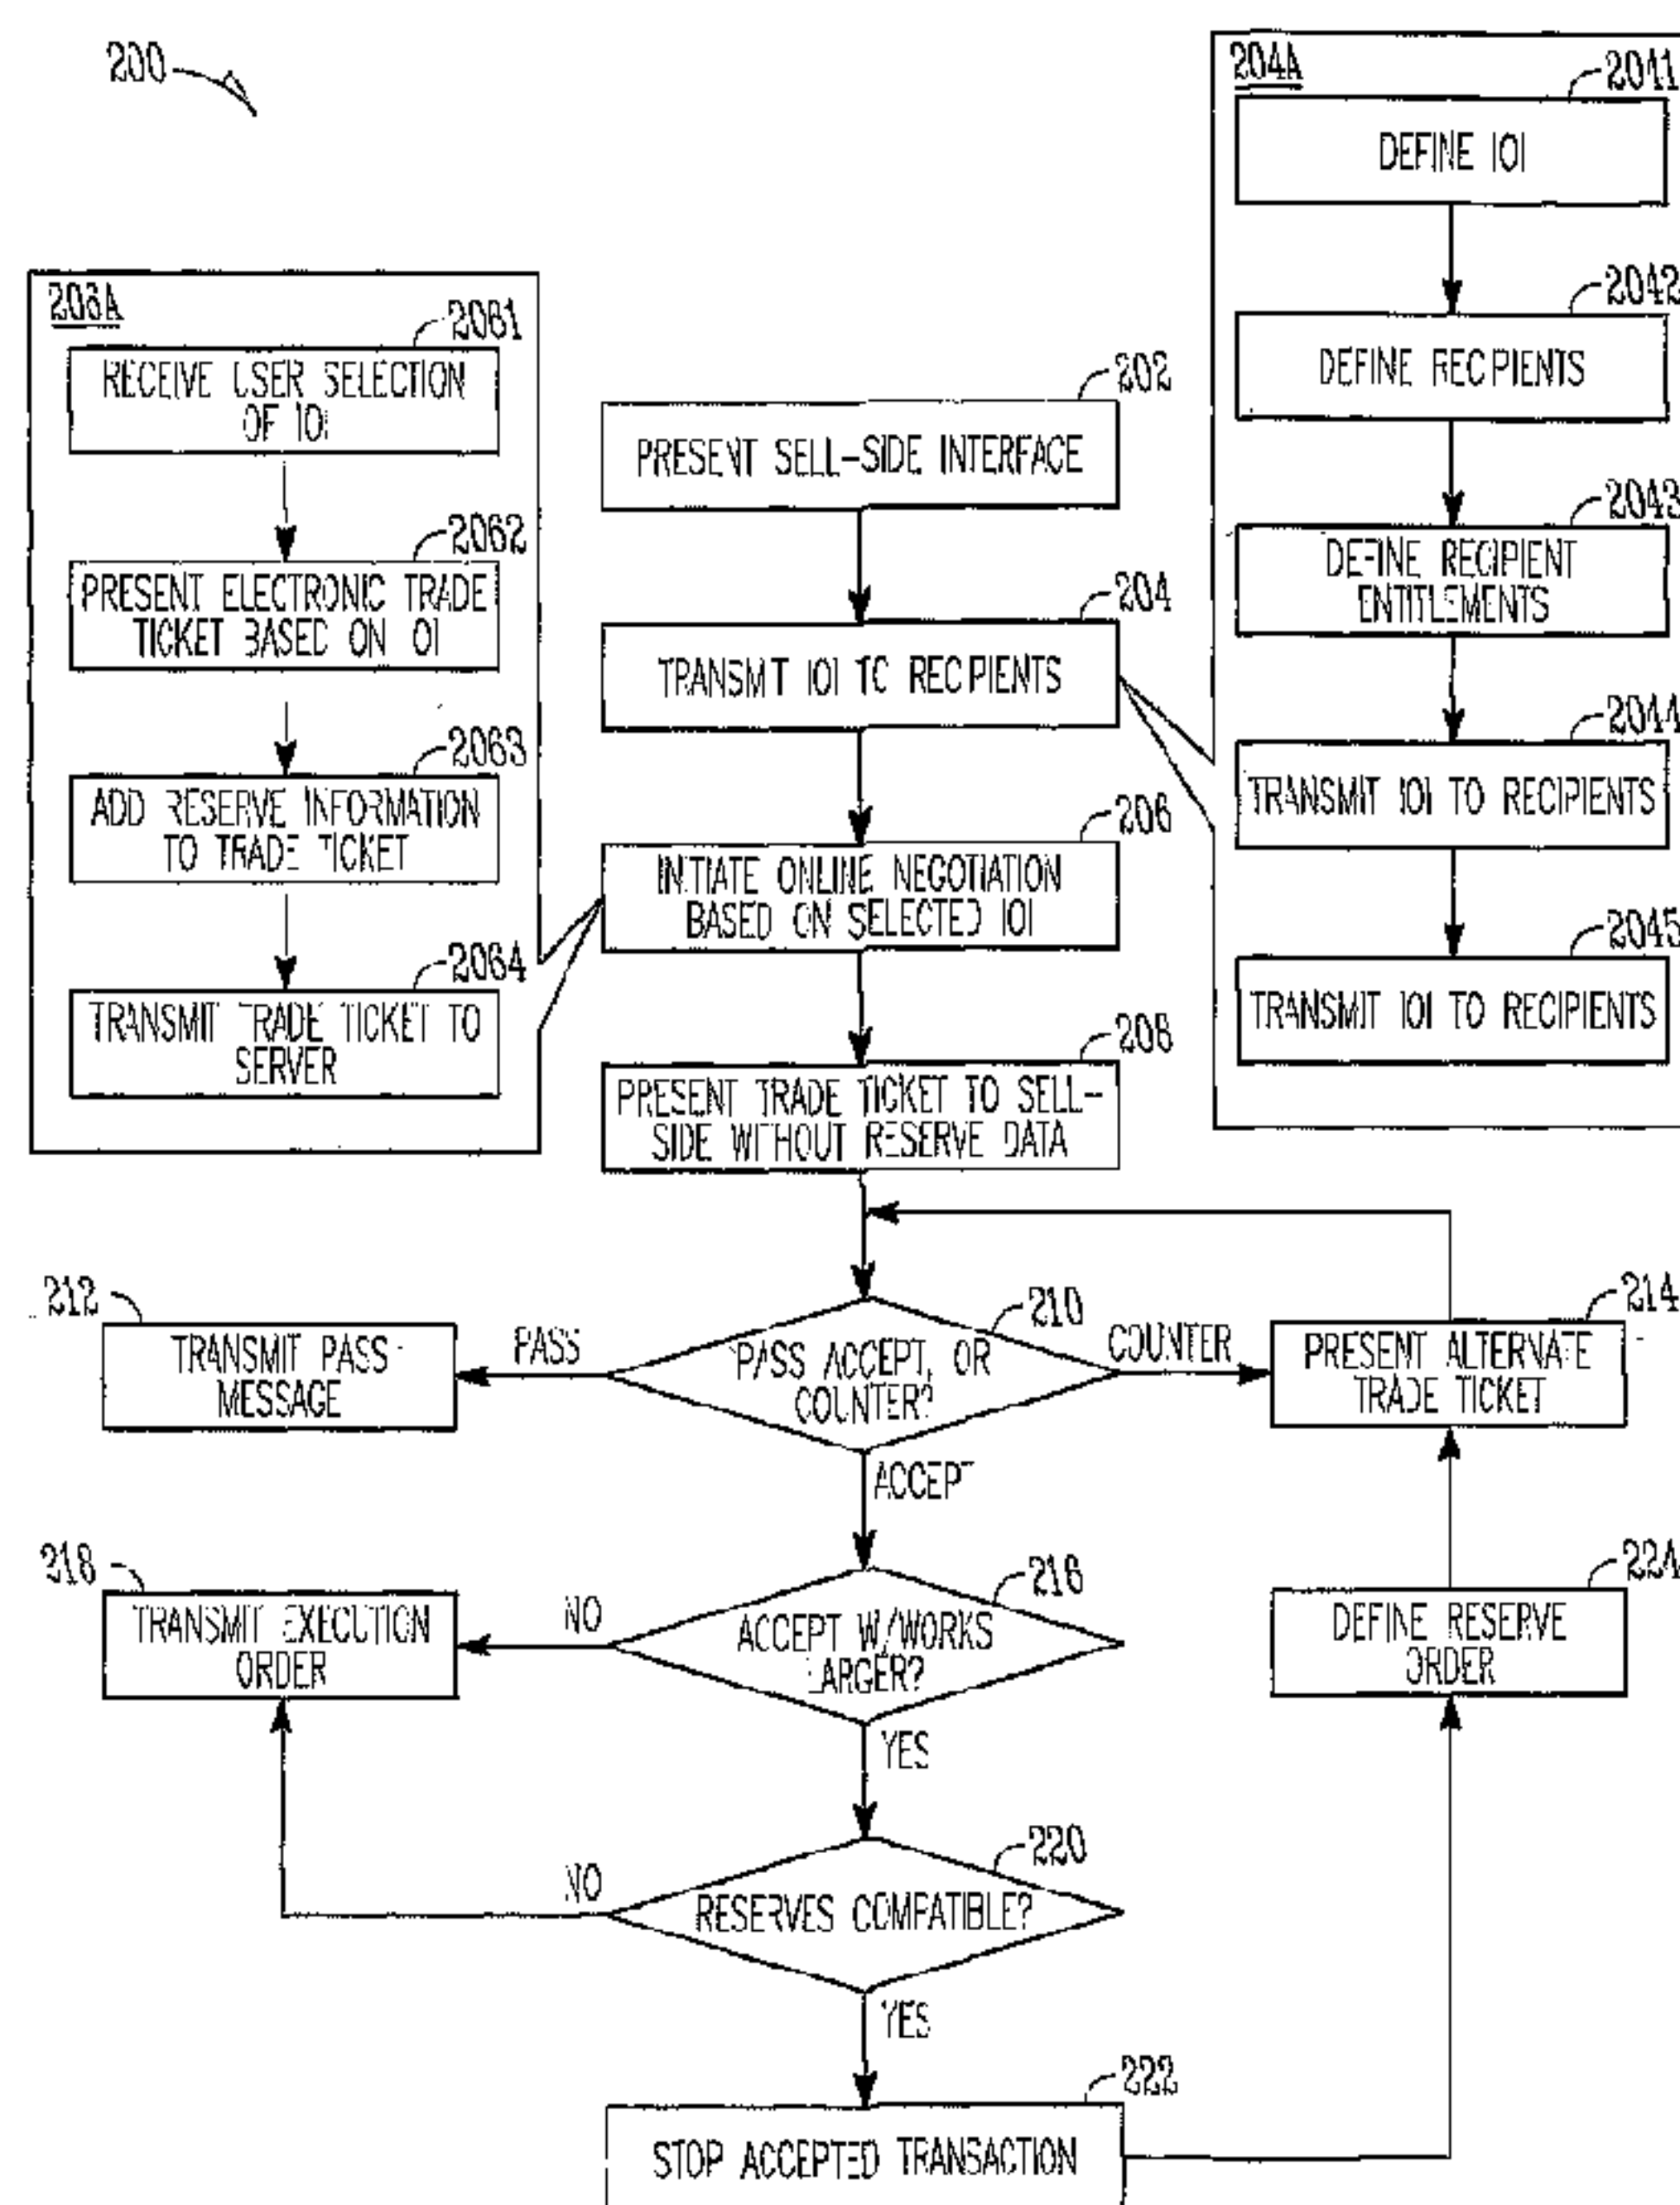 200
204A
2041
DEFINE IOI
2042
DEFINE RECIPIENTS
2043
DEFINE RECIPIENT
ENTITLEMENTS
2044
TRANSMIT IOI TO RECIPIENTS
2045
TRANSMIT IOI TO RECIPIENTS
206A
2061
RECEIVE USER SELECTION
OF IOI
2062
PRESENT ELECTRONIC TRADE
TICKET BASED ON IOI
2063
ADD RESERVE INFORMATION
TO TRADE TICKET
2064
TRANSMIT TRADE TICKET TO
SERVER
202
PRESENT SELL-SIDE INTERFACE
204
TRANSMIT IOI TO RECIPIENTS
206
INITIATE ONLINE NEGOTIATION
BASED ON SELECTED IOI
208
PRESENT TRADE TICKET TO SELL-
SIDE WITHOUT RESERVE DATA
210
PASS ACCEPT, OR
COUNTER?
PASS
212
TRANSMIT PASS
MESSAGE
COUNTER
214
PRESENT ALTERNATE
TRADE TICKET
ACCEPT
216
ACCEPT W/WORKS
LARGER?
NO
218
TRANSMIT EXECUTION
ORDER
YES
220
RESERVES COMPATIBLE?
NO
YES
222
STOP ACCEPTED TRANSACTION
224
DEFINE RESERVE
ORDER